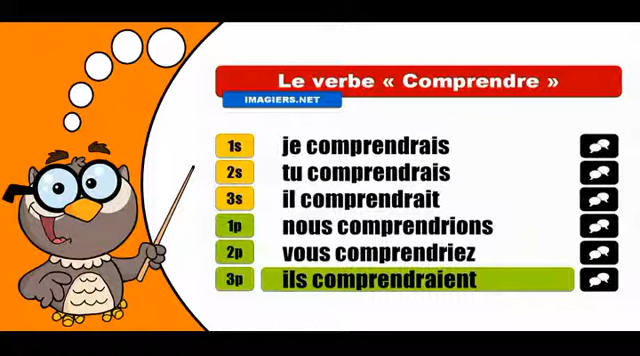 Le verbe « Comprendre »
IMAGIERS.NET
1s je comprendrais
2s tu comprendrais
3s il comprendrait
1p nous comprendrions
2p vous comprendriez
3p ils comprendraient